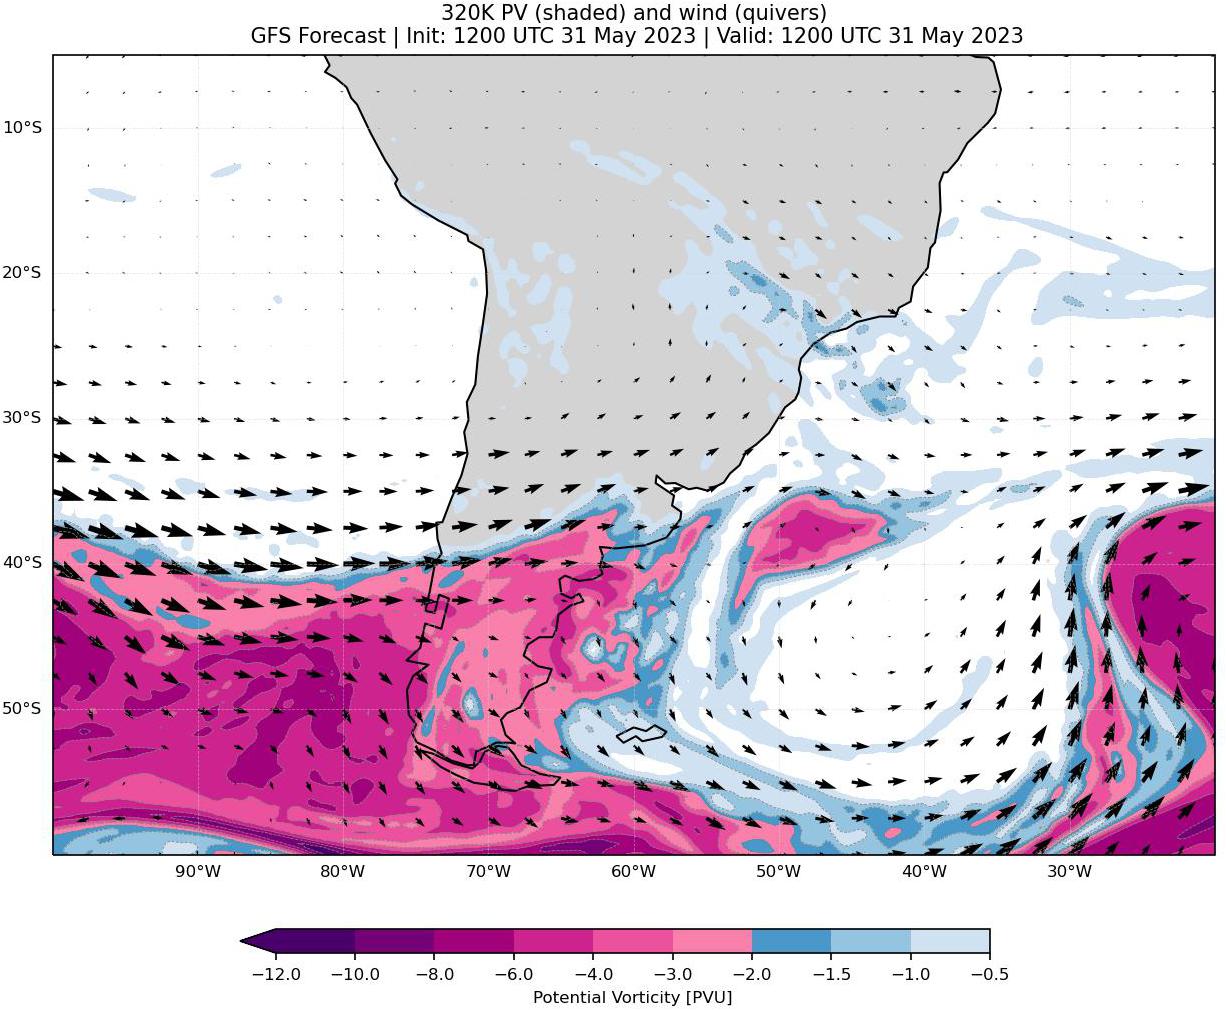 320K PV (shaded) and wind (quivers)
GFS Forecast | Init: 1200 UTC 31 May 2023 | Valid: 1200 UTC 31 May 2023
10°S
20°S
30°S
40°S
50°S
90°W 80°W 70°W 60°W 50°W 40°W 30°W
−12.0 −10.0 −8.0 −6.0 −4.0 −3.0 −2.0 −1.5 −1.0 −0.5
Potential Vorticity [PVU]